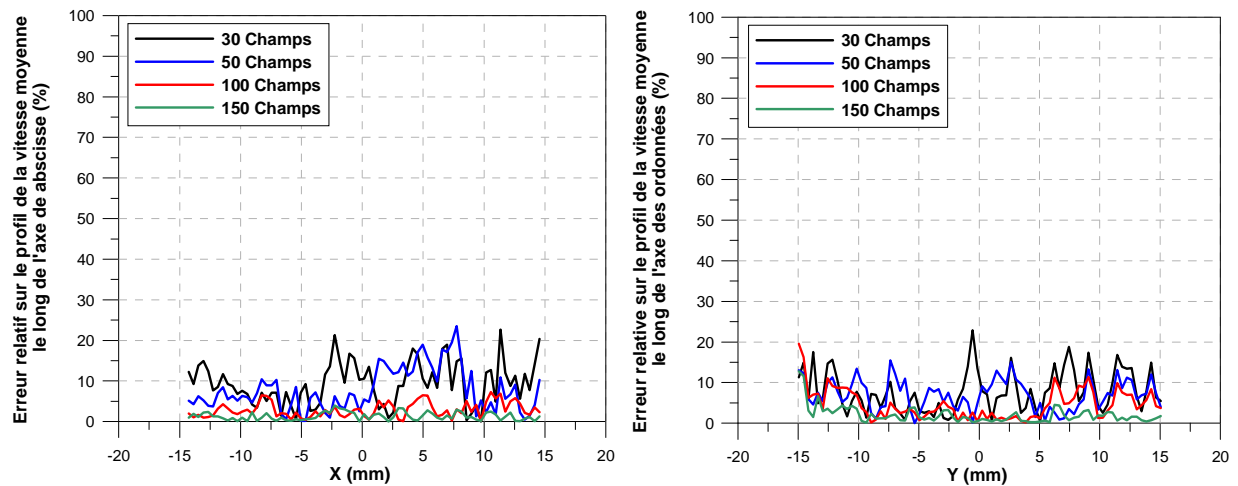 Erreur relatif sur le profil de la vitesse moyenne
le long de l'axe de abscisse (%)
100
90
80
70
60
50
40
30
20
10
0
30 Champs
50 Champs
100 Champs
150 Champs
-20 -15 -10 -5 0 5 10 15 20
X (mm)
Erreur relative sur le profil de la vitesse moyenne
le long de l'axe des ordonnées (%)
100
90
80
70
60
50
40
30
20
10
0
30 Champs
50 Champs
100 Champs
150 Champs
-20 -15 -10 -5 0 5 10 15 20
Y (mm)